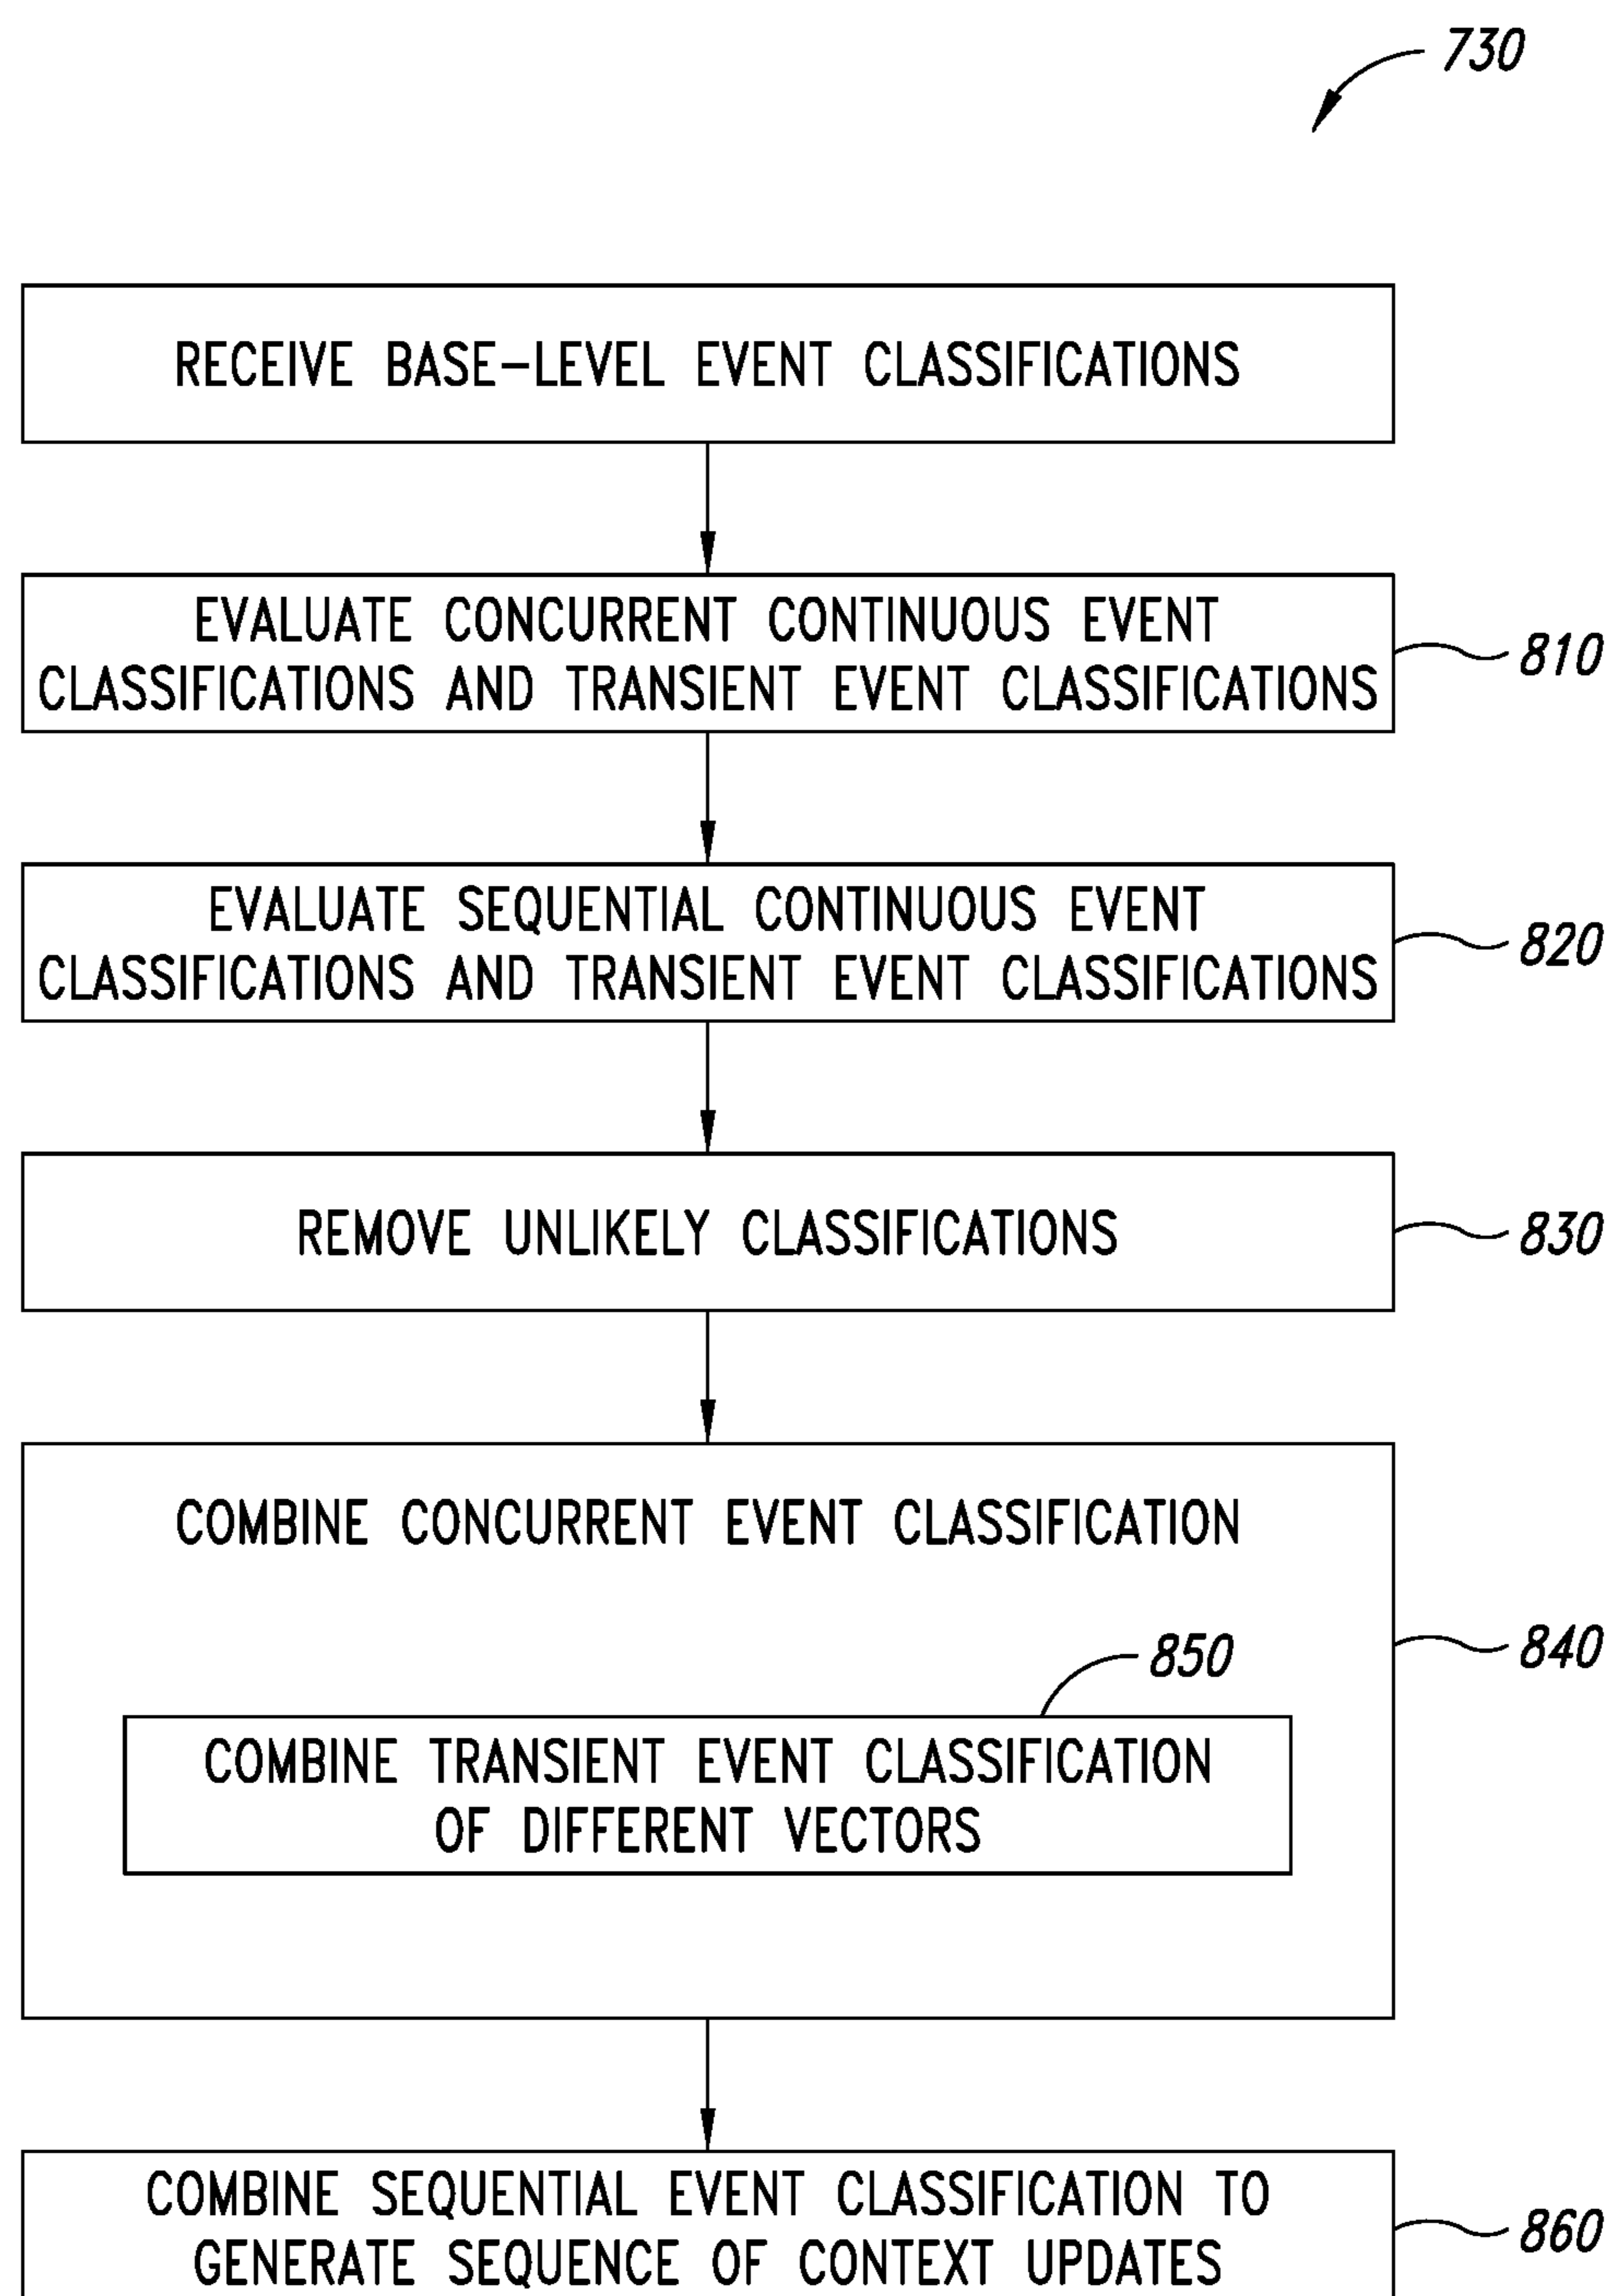 730
RECEIVE BASE-LEVEL EVENT CLASSIFICATIONS
EVALUATE CONCURRENT CONTINUOUS EVENT
CLASSIFICATIONS AND TRANSIENT EVENT CLASSIFICATIONS
810
EVALUATE SEQUENTIAL CONTINUOUS EVENT
CLASSIFICATIONS AND TRANSIENT EVENT CLASSIFICATIONS
820
REMOVE UNLIKELY CLASSIFICATIONS
830
COMBINE CONCURRENT EVENT CLASSIFICATION
840
850
COMBINE TRANSIENT EVENT CLASSIFICATION
OF DIFFERENT VECTORS
COMBINE SEQUENTIAL EVENT CLASSIFICATION TO
GENERATE SEQUENCE OF CONTEXT UPDATES
860